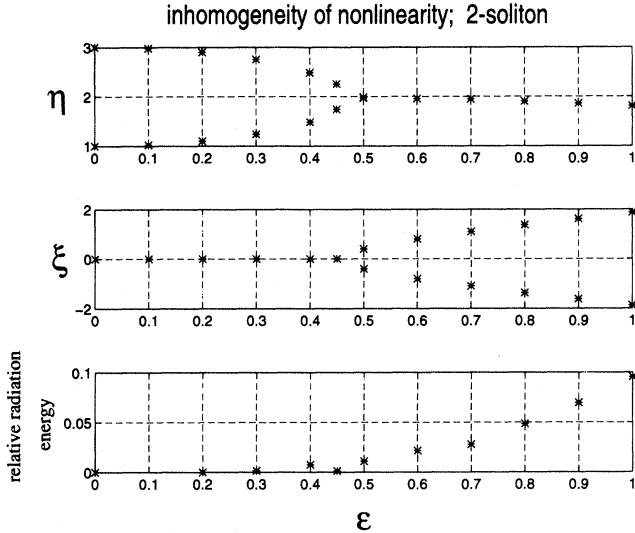 inhomogeneity of nonlinearity; 2-soliton
η
3
2
1
0 0.1 0.2 0.3 0.4 0.5 0.6 0.7 0.8 0.9 1
ξ
2
0
−2
0 0.1 0.2 0.3 0.4 0.5 0.6 0.7 0.8 0.9 1
relative radiation
energy
0.1
0.05
0
0 0.1 0.2 0.3 0.4 0.5 0.6 0.7 0.8 0.9 1
ε